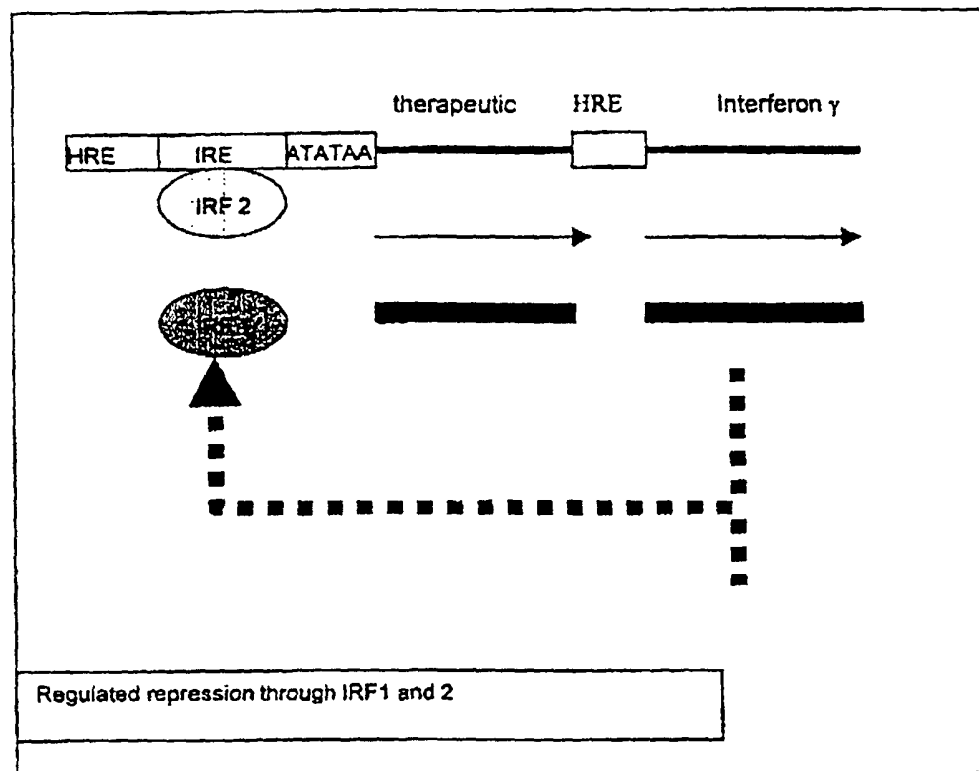 therapeutic HRE Interferon γ
HRE IRE ATATAA
IRF 2
Regulated repression through IRF1 and 2